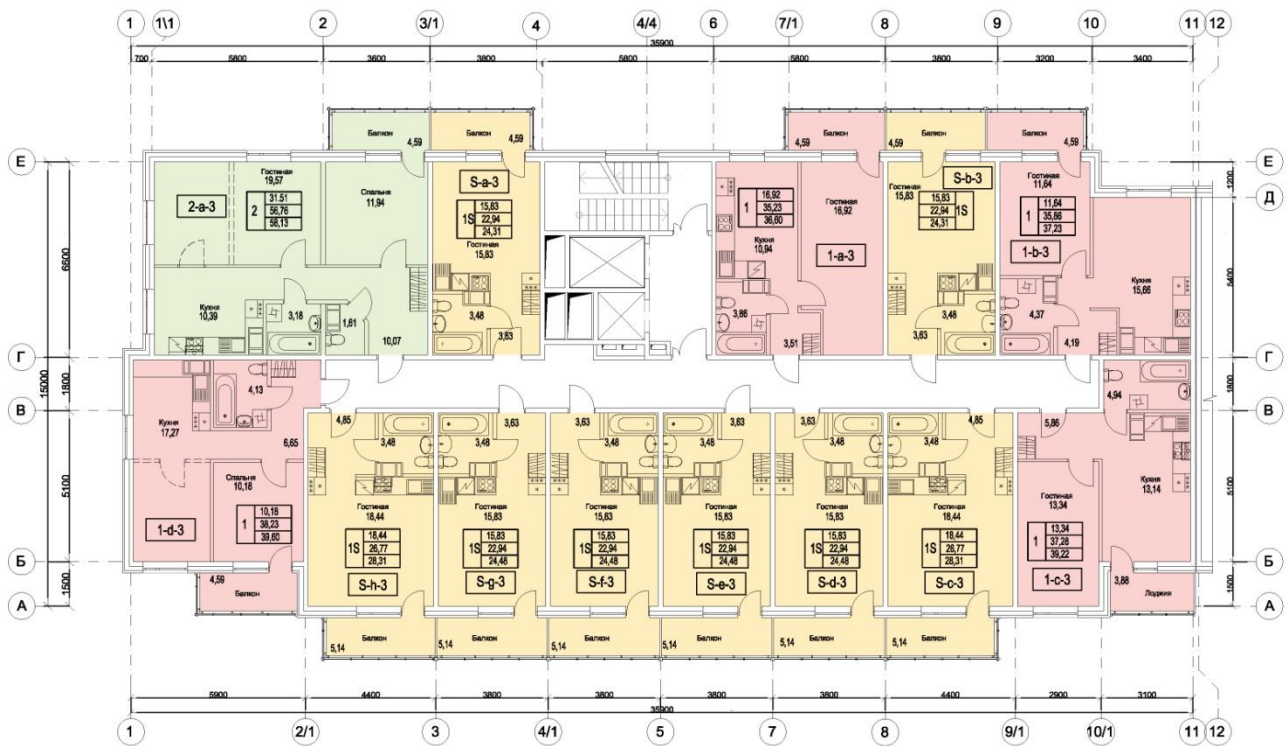 1 1\1 2 3/1 4 4/4 6 7/1 8 9 10 11 12
35900
700 5800 3600 3800 5800 5800 3800 3200 3400
Балкон 4,59
Балкон 4,59
Балкон 4,59
Балкон 4,59
Балкон 4,59
Е
Е
Д
Г
Г
В
В
Б
Б
А
А
15000
6600
1800
5100
1500
1200
5400
1800
5100
1500
Гостиная
19,57
2-а-3
2
31.51
56,76
58,13
Спальня
11,94
Кухня
10,39
3,18
1,61
10,07
S-a-3
1S
15,83
22,94
24,31
Гостиная
15,83
3,48
3,63
1
16,92
35,23
36,60
Кухня
10,94
Гостиная
16,92
1-a-3
3,86
3,51
S-b-3
Гостиная
15,83
15,83
22,94
24,31
1S
3,63
3,48
Гостиная
11,64
1
11,64
35,86
37,23
1-b-3
Кухня
15,66
4,37
4,19
4,13
Кухня
17,27
6,65
Спальня
10,18
1-d-3
1
10,18
38,23
39,60
4,59
Балкон
4,85
3,48
Гостиная
18,44
1S
18,44
26,77
28,31
S-h-3
3,48
3,63
Гостиная
15,83
1S
15,83
22,94
24,48
S-g-3
3,63
3,48
Гостиная
15,83
1S
15,83
22,94
24,48
S-f-3
3,48
3,63
Гостиная
15,83
1S
15,83
22,94
24,48
S-e-3
3,63
3,48
Гостиная
15,83
1S
15,83
22,94
24,48
S-d-3
3,48
4,85
Гостиная
18,44
1S
18,44
26,77
28,31
S-c-3
4,94
5,86
Кухня
13,14
Гостиная
13,34
1
13,34
37,28
39,22
1-c-3
3,88
Лоджия
5,14 Балкон
5,14 Балкон
5,14 Балкон
5,14 Балкон
5,14 Балкон
5,14 Балкон
5900 4400 3800 3800 3800 3800 4400 2900 3100
35900
1 2/1 3 4/1 5 7 8 9/1 10/1 11 12